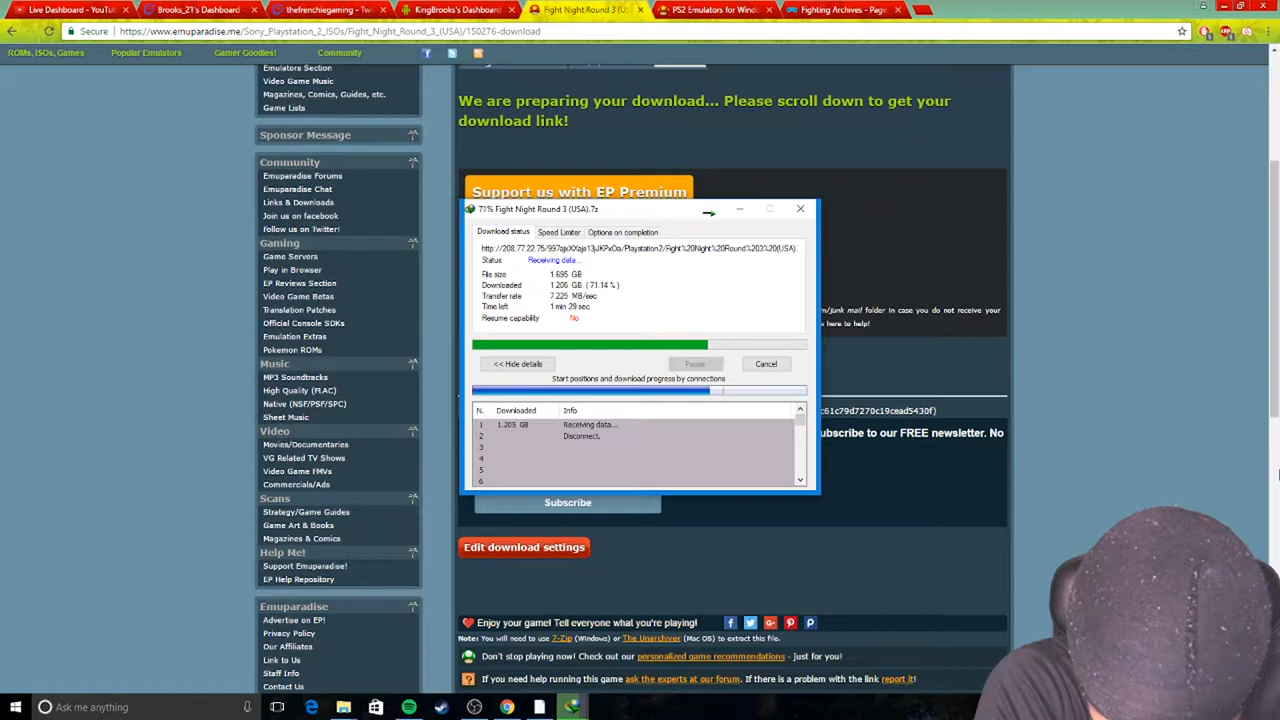 Live Dashboard - YouTu
Brooks_21's Dashboard
thefrenchiegaming - Twi
KingBrooks's Dashboard
Fight Night Round 3 (US
PS2 Emulators for Windo
Fighting Archives - Page
Secure
https://www.emuparadise.me/Sony_Playstation_2_ISOs/Fight_Night_Round_3_(USA)/150276-download
ROMs, ISOs, Games
Popular Emulators
Gamer Goodies!
Community
Emulators Section
Video Game Music
Magazines, Comics, Guides, etc.
Game Lists
Sponsor Message
Community
Emuparadise Forums
Emuparadise Chat
Links & Downloads
Join us on facebook
Follow us on Twitter!
Gaming
Game Servers
Play in Browser
EP Reviews Section
Video Game Betas
Translation Patches
Official Console SDKs
Emulation Extras
Pokemon ROMs
Music
MP3 Soundtracks
High Quality (FLAC)
Native (NSF/PSF/SPC)
Sheet Music
Video
Movies/Documentaries
VG Related TV Shows
Video Game FMVs
Commercials/Ads
Scans
Strategy/Game Guides
Game Art & Books
Magazines & Comics
Help Me!
Support Emuparadise!
EP Help Repository
Emuparadise
Advertise on EP!
Privacy Policy
Our Affiliates
Link to Us
Staff Info
Contact Us
We are preparing your download... Please scroll down to get your
download link!
Support us with EP Premium
71% Fight Night Round 3 (USA).7z
Download status
Speed Limiter
Options on completion
Status Receiving data...
File size 1.695 GB
Downloaded 1.206 GB ( 71.14 % )
Transfer rate 7.225 MB/sec
Time left 1 min 29 sec
Resume capability No
<< Hide details
Pause
Cancel
Start positions and download progress by connections
N. Downloaded Info
1 1.205 GB Receiving data...
2 Disconnect.
3
4
5
6
m/junk mail folder in case you do not receive your
s here to help!
c61c79d7270c19cead5430f)
ubscribe to our FREE newsletter. No
Subscribe
Edit download settings
Enjoy your game! Tell everyone what you're playing!
Note: You will need to use 7-Zip (Windows) or The Unarchiver (Mac OS) to extract this file.
Don't stop playing now! Check out our personalized game recommendations - just for you!
If you need help running this game ask the experts at our forum. If there is a problem with the link report it!
Ask me anything